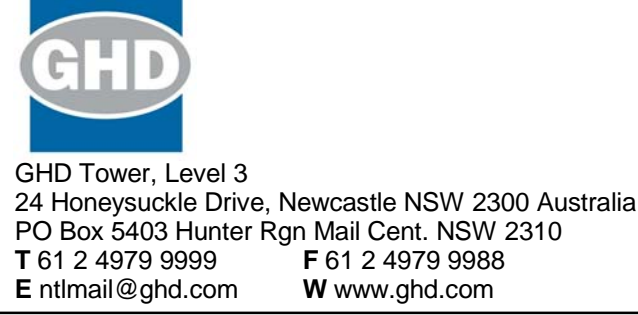 GHD
GHD Tower, Level 3
24 Honeysuckle Drive, Newcastle NSW 2300 Australia
PO Box 5403 Hunter Rgn Mail Cent. NSW 2310
T 61 2 4979 9999 F 61 2 4979 9988
E ntlmail@ghd.com W www.ghd.com